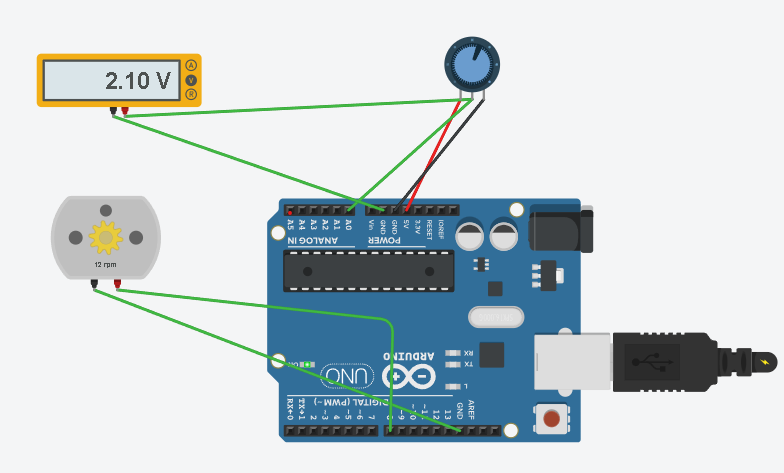 2.10 V
A
V
R
12 rpm
A5
A4
A3
A2
A1
A0
Vin
GND
GND
5V
3.3V
RESET
IOREF
ANALOG IN
POWER
RX
TX
L
ON
ARDUINO
UNO
DIGITAL (PWM~)
RX←0
TX→1
2
~3
4
~5
~6
7
8
~9
~10
~11
12
13
GND
AREF